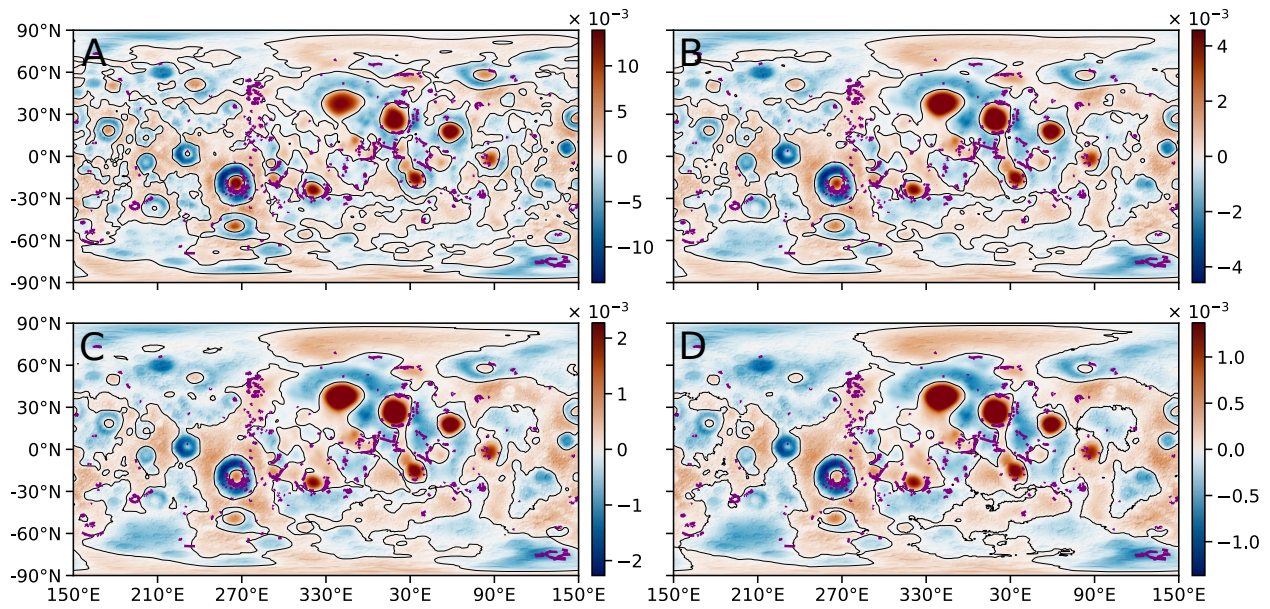 × 10⁻³ × 10⁻³
90°N A 10 B 4
60°N 5 2
30°N
0°N 0 0
-30°N −5 −2
-60°N −10
-90°N −4
× 10⁻³ × 10⁻³
90°N C 2 D 1.0
60°N 1 0.5
30°N
0°N 0 0.0
-30°N −1 −0.5
-60°N −1.0
-90°N −2
150°E 210°E 270°E 330°E 30°E 90°E 150°E 150°E 210°E 270°E 330°E 30°E 90°E 150°E